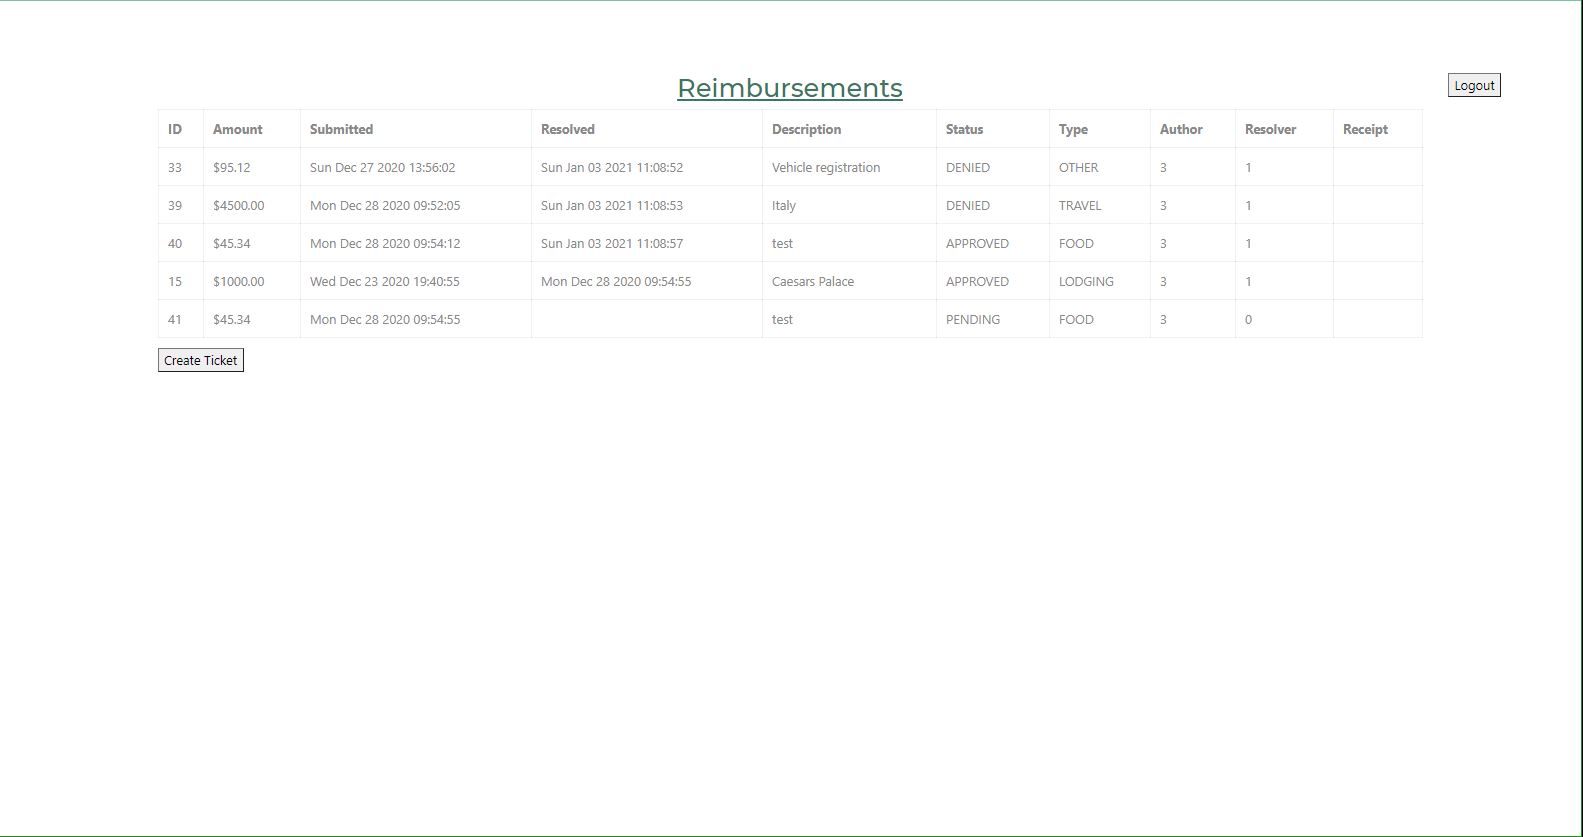 Reimbursements
Logout
ID Amount Submitted Resolved Description Status Type Author Resolver Receipt
33 $95.12 Sun Dec 27 2020 13:56:02 Sun Jan 03 2021 11:08:52 Vehicle registration DENIED OTHER 3 1
39 $4500.00 Mon Dec 28 2020 09:52:05 Sun Jan 03 2021 11:08:53 Italy DENIED TRAVEL 3 1
40 $45.34 Mon Dec 28 2020 09:54:12 Sun Jan 03 2021 11:08:57 test APPROVED FOOD 3 1
15 $1000.00 Wed Dec 23 2020 19:40:55 Mon Dec 28 2020 09:54:55 Caesars Palace APPROVED LODGING 3 1
41 $45.34 Mon Dec 28 2020 09:54:55 test PENDING FOOD 3 0
Create Ticket